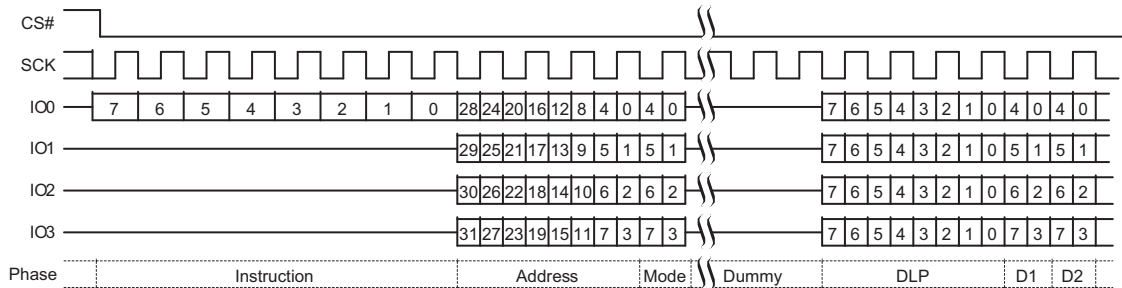 CS#
SCK
IO0 7 6 5 4 3 2 1 0 28 24 20 16 12 8 4 0 4 0 7 6 5 4 3 2 1 0 4 0 4 0
IO1 29 25 21 17 13 9 5 1 5 1 7 6 5 4 3 2 1 0 5 1 5 1
IO2 30 26 22 18 14 10 6 2 6 2 7 6 5 4 3 2 1 0 6 2 6 2
IO3 31 27 23 19 15 11 7 3 7 3 7 6 5 4 3 2 1 0 7 3 7 3
Phase Instruction Address Mode Dummy DLP D1 D2